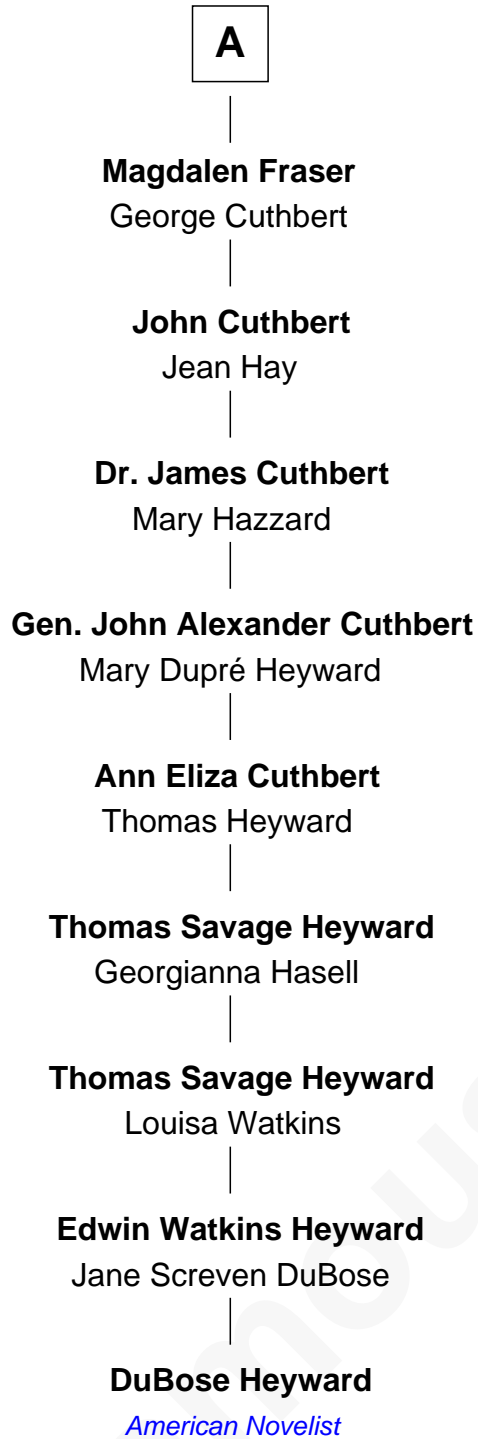 A
Magdalen Fraser
George Cuthbert
John Cuthbert
Jean Hay
Dr. James Cuthbert
Mary Hazzard
Gen. John Alexander Cuthbert
Mary Dupré Heyward
Ann Eliza Cuthbert
Thomas Heyward
Thomas Savage Heyward
Georgianna Hasell
Thomas Savage Heyward
Louisa Watkins
Edwin Watkins Heyward
Jane Screven DuBose
DuBose Heyward
American Novelist